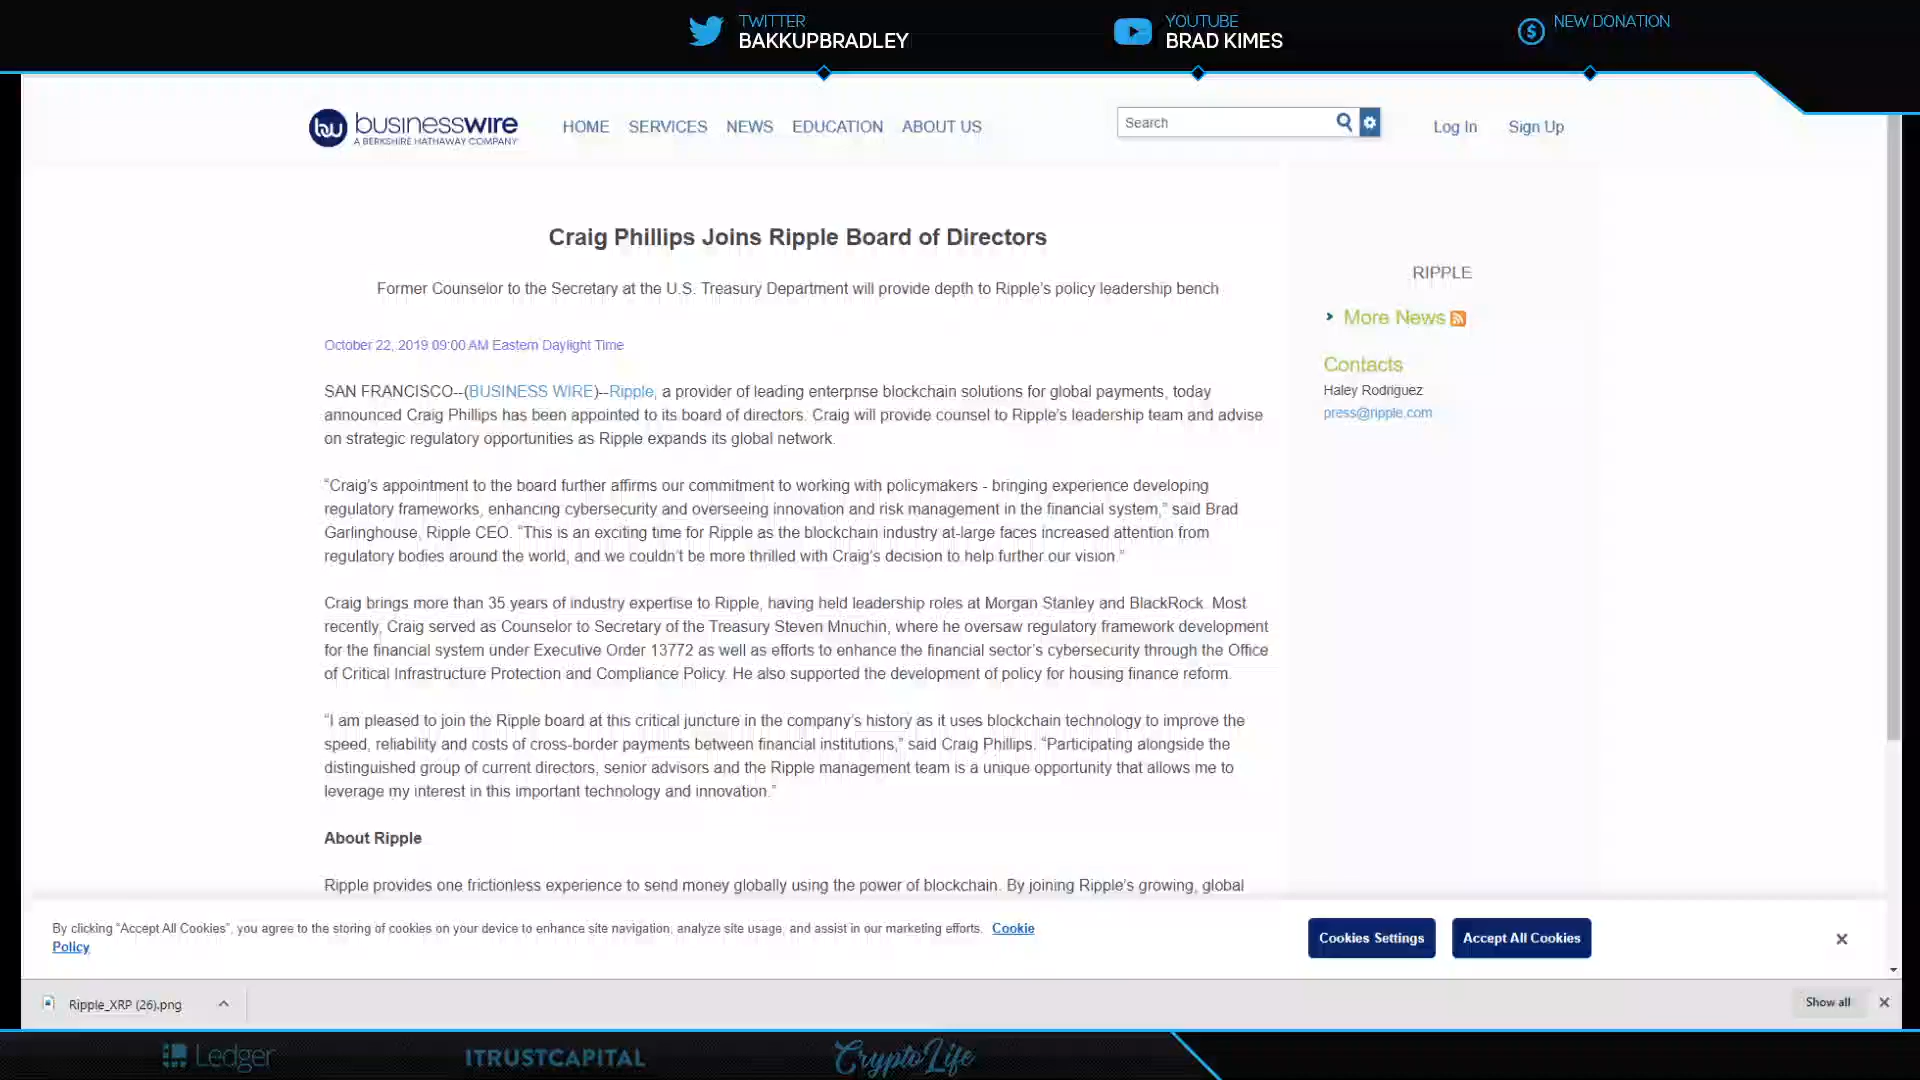 TWITTER
BAKKUPBRADLEY
YOUTUBE
BRAD KIMES
NEW DONATION
bw businesswire
A BERKSHIRE HATHAWAY COMPANY
HOME SERVICES NEWS EDUCATION ABOUT US
Search
Log In Sign Up
Craig Phillips Joins Ripple Board of Directors
Former Counselor to the Secretary at the U.S. Treasury Department will provide depth to Ripple’s policy leadership bench
October 22, 2019 09:00 AM Eastern Daylight Time
SAN FRANCISCO--(BUSINESS WIRE)--Ripple, a provider of leading enterprise blockchain solutions for global payments, today
announced Craig Phillips has been appointed to its board of directors. Craig will provide counsel to Ripple’s leadership team and advise
on strategic regulatory opportunities as Ripple expands its global network.
“Craig’s appointment to the board further affirms our commitment to working with policymakers - bringing experience developing
regulatory frameworks, enhancing cybersecurity and overseeing innovation and risk management in the financial system,” said Brad
Garlinghouse, Ripple CEO. “This is an exciting time for Ripple as the blockchain industry at-large faces increased attention from
regulatory bodies around the world, and we couldn’t be more thrilled with Craig’s decision to help further our vision.”
Craig brings more than 35 years of industry expertise to Ripple, having held leadership roles at Morgan Stanley and BlackRock. Most
recently, Craig served as Counselor to Secretary of the Treasury Steven Mnuchin, where he oversaw regulatory framework development
for the financial system under Executive Order 13772 as well as efforts to enhance the financial sector’s cybersecurity through the Office
of Critical Infrastructure Protection and Compliance Policy. He also supported the development of policy for housing finance reform.
“I am pleased to join the Ripple board at this critical juncture in the company’s history as it uses blockchain technology to improve the
speed, reliability and costs of cross-border payments between financial institutions,” said Craig Phillips. “Participating alongside the
distinguished group of current directors, senior advisors and the Ripple management team is a unique opportunity that allows me to
leverage my interest in this important technology and innovation.”
About Ripple
Ripple provides one frictionless experience to send money globally using the power of blockchain. By joining Ripple’s growing, global
RIPPLE
More News
Contacts
Haley Rodriguez
press@ripple.com
By clicking “Accept All Cookies”, you agree to the storing of cookies on your device to enhance site navigation, analyze site usage, and assist in our marketing efforts. Cookie
Policy
Cookies Settings
Accept All Cookies
Ripple_XRP (26).png
Show all
Ledger
ITRUSTCAPITAL
CryptoLife